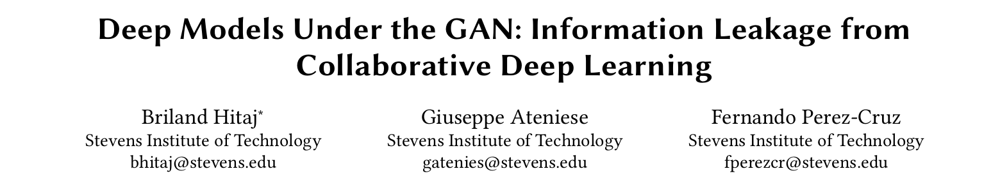 Deep Models Under the GAN: Information Leakage from
Collaborative Deep Learning
Briland Hitaj*
Stevens Institute of Technology
bhitaj@stevens.edu
Giuseppe Ateniese
Stevens Institute of Technology
gatenies@stevens.edu
Fernando Perez-Cruz
Stevens Institute of Technology
fperezcr@stevens.edu